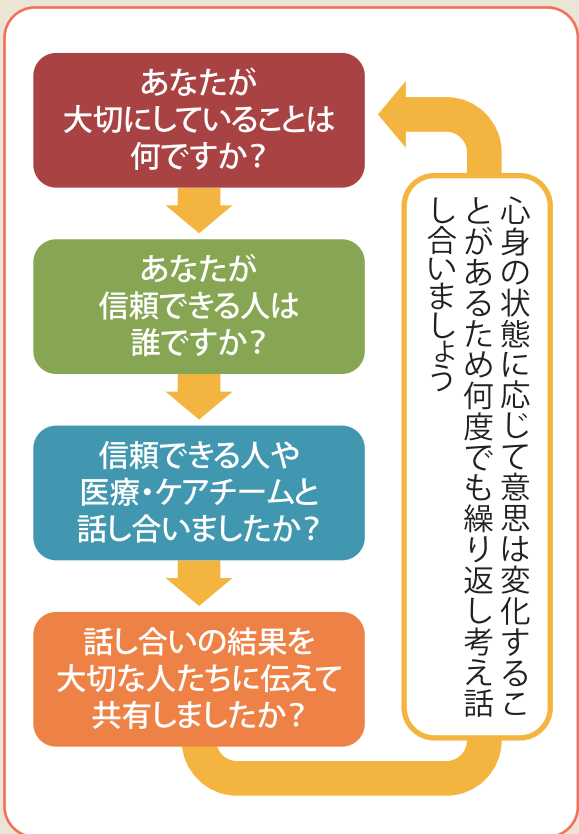 あなたが
大切にしていることは
何ですか？
あなたが
信頼できる人は
誰ですか？
信頼できる人や
医療・ケアチームと
話し合いましたか？
話し合いの結果を
大切な人たちに伝えて
共有しましたか？
心身の状態に応じて意思は変化するこ
とがあるため何度でも繰り返し考え話
し合いましょう